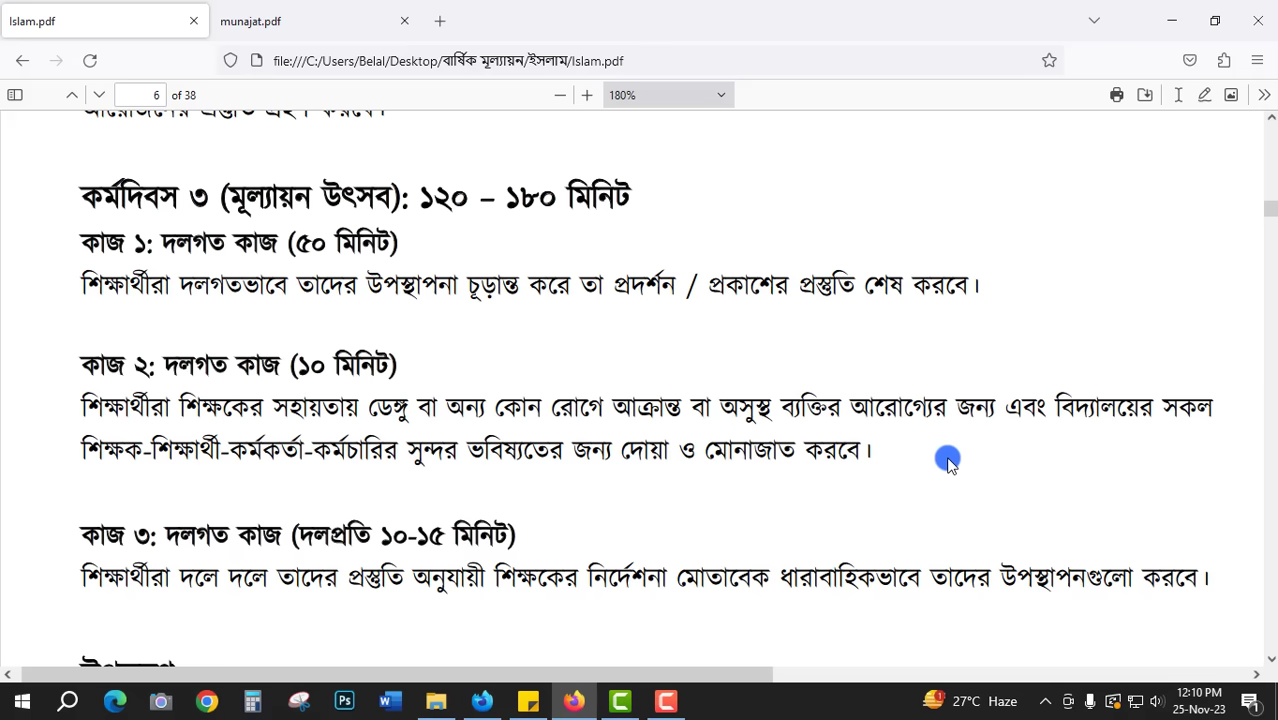 Islam.pdf
munajat.pdf
file:///C:/Users/Belal/Desktop/বার্ষিক মূল্যায়ন/ইসলাম/Islam.pdf
6 of 38
180%
কর্মদিবস ৩ (মূল্যায়ন উৎসব): ১২০ – ১৮০ মিনিট
কাজ ১: দলগত কাজ (৫০ মিনিট)
শিক্ষার্থীরা দলগতভাবে তাদের উপস্থাপনা চূড়ান্ত করে তা প্রদর্শন / প্রকাশের প্রস্তুতি শেষ করবে।
কাজ ২: দলগত কাজ (১০ মিনিট)
শিক্ষার্থীরা শিক্ষকের সহায়তায় ডেঙ্গু বা অন্য কোন রোগে আক্রান্ত বা অসুস্থ ব্যক্তির আরোগ্যের জন্য এবং বিদ্যালয়ের সকল
শিক্ষক-শিক্ষার্থী-কর্মকর্তা-কর্মচারির সুন্দর ভবিষ্যতের জন্য দোয়া ও মোনাজাত করবে।
কাজ ৩: দলগত কাজ (দলপ্রতি ১০-১৫ মিনিট)
শিক্ষার্থীরা দলে দলে তাদের প্রস্তুতি অনুযায়ী শিক্ষকের নির্দেশনা মোতাবেক ধারাবাহিকভাবে তাদের উপস্থাপনগুলো করবে।
27°C Haze
12:10 PM
25-Nov-23